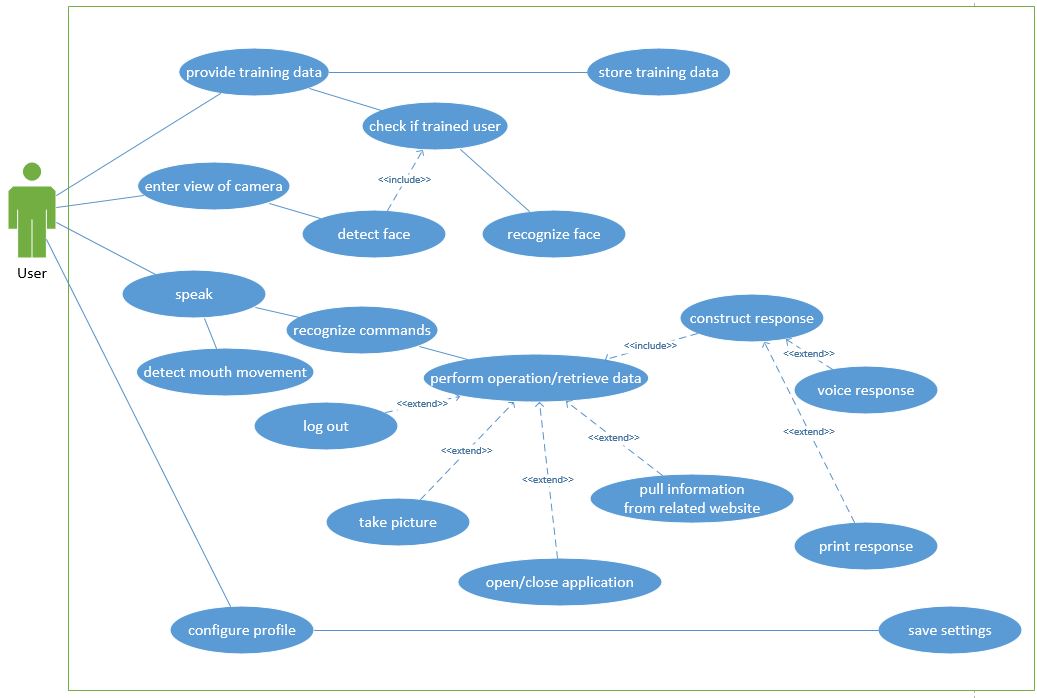 provide training data
store training data
check if trained user
<<include>>
enter view of camera
detect face
recognize face
User
speak
recognize commands
construct response
<<include>>
<<extend>>
detect mouth movement
perform operation/retrieve data
voice response
<<extend>>
log out
<<extend>>
<<extend>>
<<extend>>
<<extend>>
pull information
from related website
take picture
print response
open/close application
configure profile
save settings